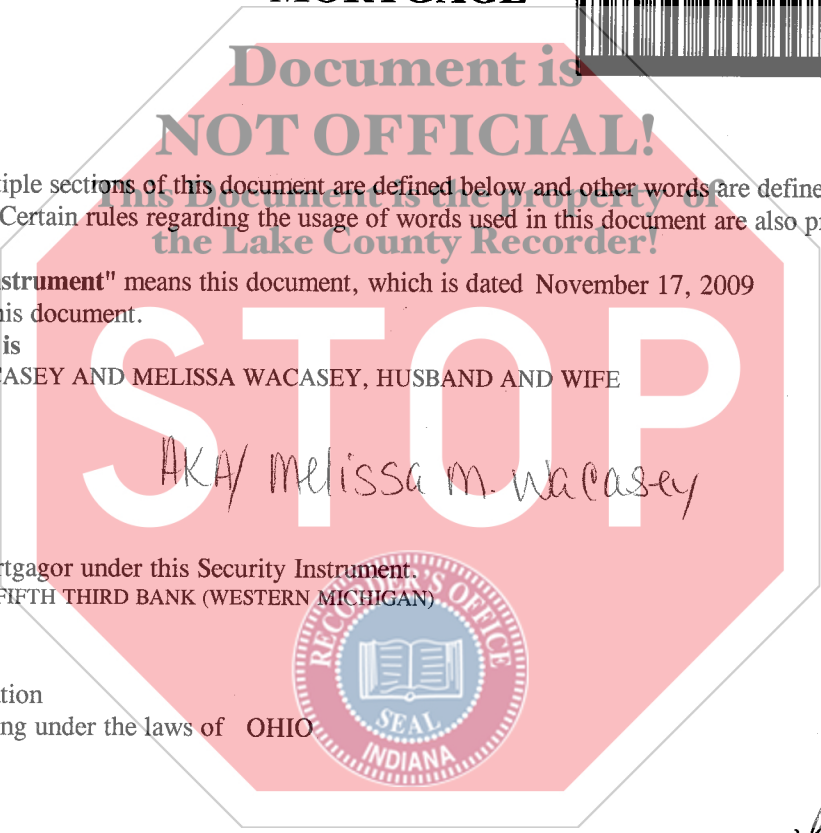 MORTGAGE
Document is
NOT OFFICIAL!
tiple sections of this document are defined below and other words are define
This Document is the property of
Certain rules regarding the usage of words used in this document are also pr
the Lake County Recorder!
strument" means this document, which is dated November 17, 2009
his document.
is
CASEY AND MELISSA WACASEY, HUSBAND AND WIFE
STOP
AKA/ Melissa M. Wacasey
rtgagor under this Security Instrument.
FIFTH THIRD BANK (WESTERN MICHIGAN)
RECORDER'S OFFICE
SEAL
INDIANA
tion
ng under the laws of OHIO